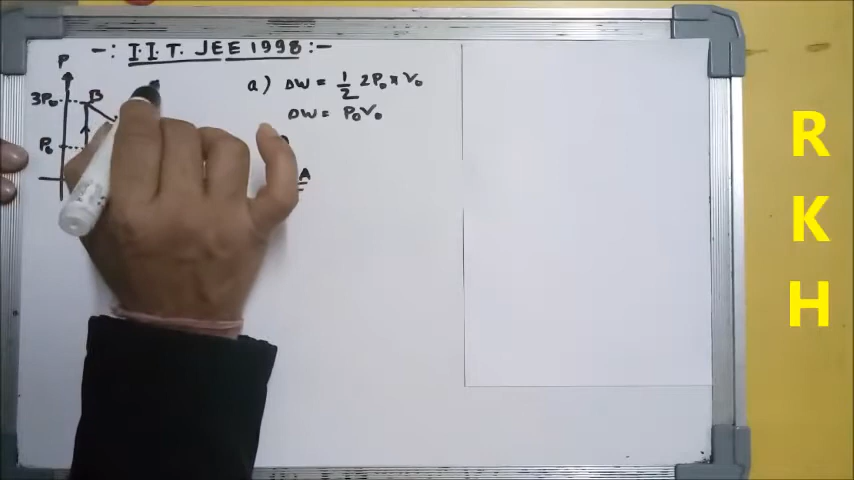 -: I.I.T. JEE 1998 :-
P
3P₀
B
P₀
a) ΔW = 1/2 2P₀ x V₀
ΔW = P₀V₀
A
R
K
H